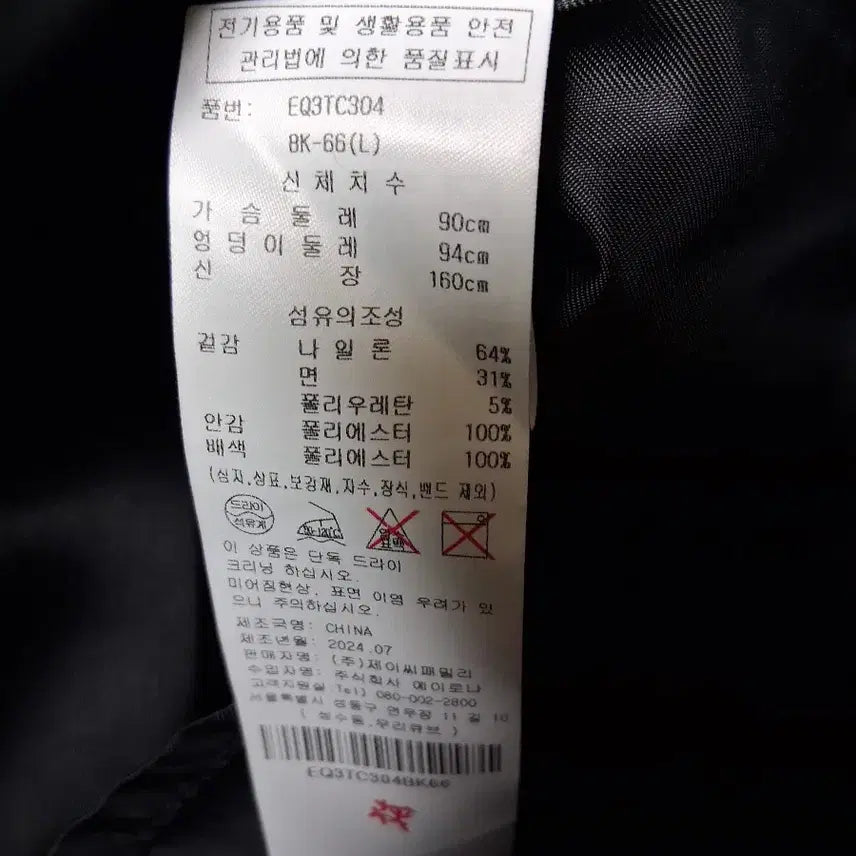 전기용품 및 생활용품 안전
관리법에 의한 품질표시
품번: EQ3TC304
BK-66(L)
신체치수
가슴둘레 90cm
엉덩이둘레 94cm
신장 160cm
섬유의조성
겉감 나일론 64%
면 31%
폴리우레탄 5%
안감 폴리에스터 100%
배색 폴리에스터 100%
(심지,상표,보강재,자수,장식,밴드 제외)
드라이
석유계
이 상품은 단독 드라이
크리닝 하십시오.
미어짐현상, 표면 이염 우려가 있
으니 주의하십시오.
제조국명: CHINA
제조년월: 2024.07
판매자명: (주)제이씨패밀리
수입자명: 주식회사 에이로나
고객지원실:Tel) 080-002-2800
서울특별시 성동구 연무장 11 길 10
( 성수동,우리큐브 )
EQ3TC304BK66